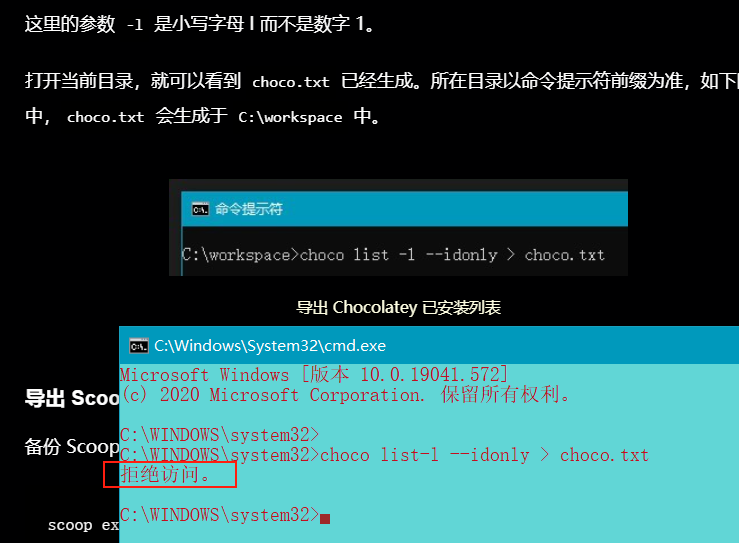 这里的参数 -l 是小写字母 l 而不是数字 1。
打开当前目录，就可以看到 choco.txt 已经生成。所在目录以命令提示符前缀为准，如下
中， choco.txt 会生成于 C:\workspace 中。
命令提示符
C:\workspace>choco list -l --idonly > choco.txt
导出 Chocolatey 已安装列表
C:\Windows\System32\cmd.exe
Microsoft Windows [版本 10.0.19041.572]
(c) 2020 Microsoft Corporation. 保留所有权利。
导出 Scoo
C:\WINDOWS\system32>
备份 Scoop
C:\WINDOWS\system32>choco list-l --idonly > choco.txt
拒绝访问。
C:\WINDOWS\system32>
scoop ex